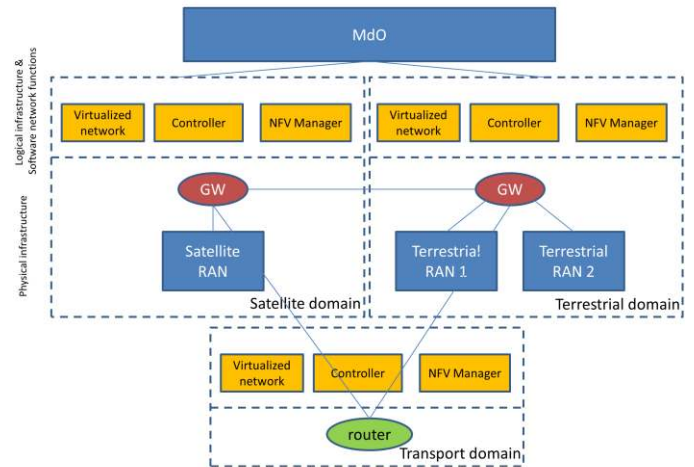 MdO
Logical infrastructure &
Software network functions
Virtualized
network
Controller
NFV Manager
Virtualized
network
Controller
NFV Manager
Physical infrastructure
GW
GW
Satellite
RAN
Terrestrial
RAN 1
Terrestrial
RAN 2
Satellite domain
Terrestrial domain
Virtualized
network
Controller
NFV Manager
router
Transport domain